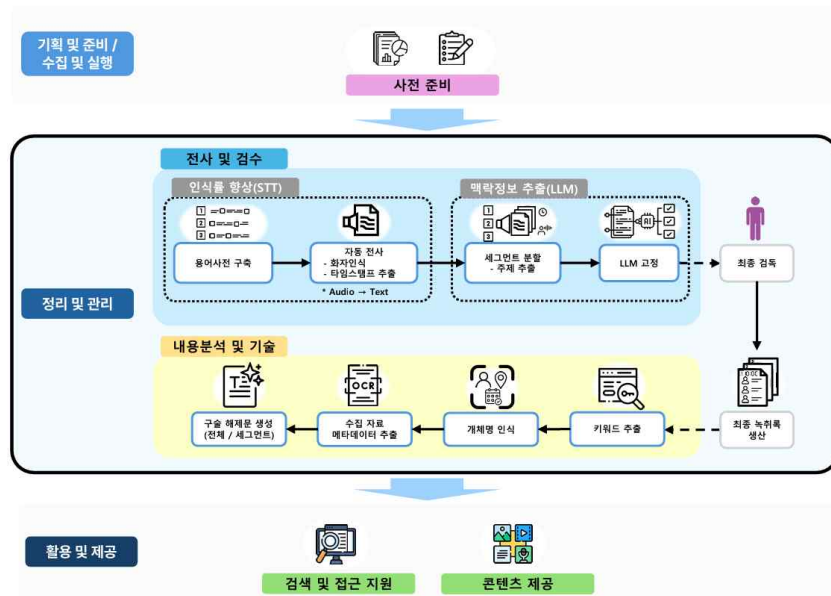 기획 및 준비 /
수집 및 실행
사전 준비
전사 및 검수
인식률 향상(STT)
맥락정보 추출(LLM)
1
2
3
용어사전 구축
자동 전사
- 화자인식
- 타임스탬프 추출
* Audio → Text
1
2
3
세그먼트 분할
- 주제 추출
AI
LLM 교정
최종 검독
정리 및 관리
내용분석 및 기술
T
구술 해제문 생성
(전체 / 세그먼트)
OCR
수집 자료
메타데이터 추출
개체명 인식
키워드 추출
최종 녹취록
생산
활용 및 제공
검색 및 접근 지원
콘텐츠 제공